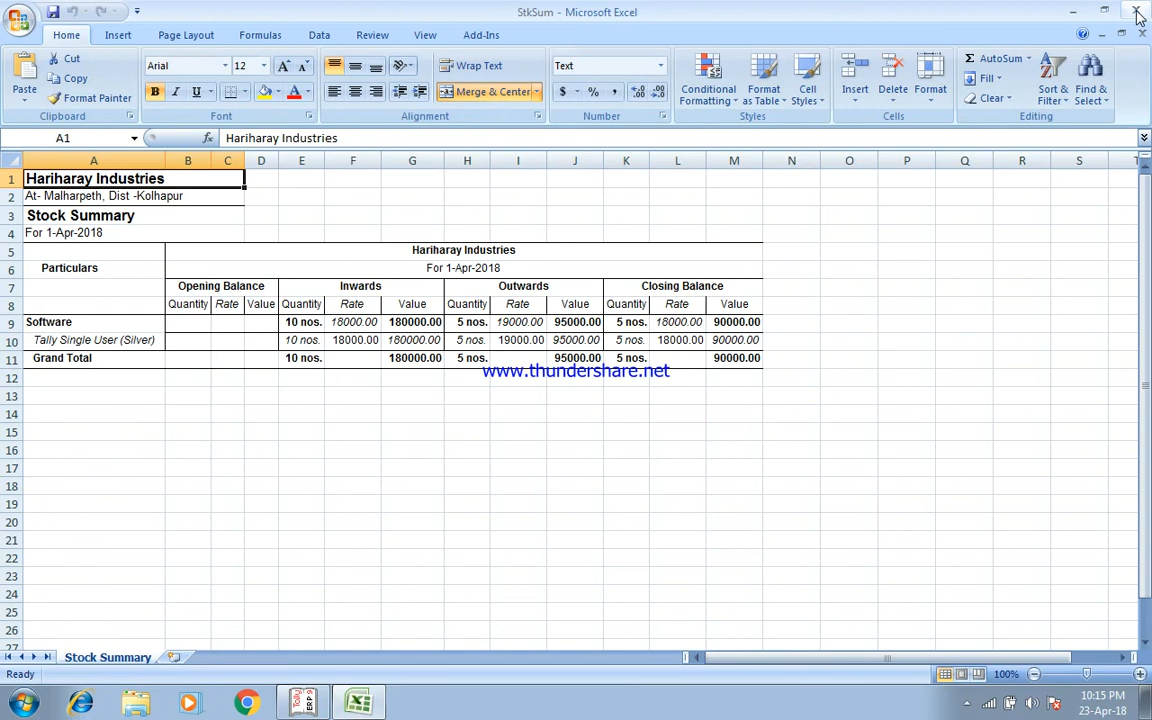 StkSum - Microsoft Excel
Home Insert Page Layout Formulas Data Review View Add-Ins
Paste Cut Copy Format Painter
Clipboard
Arial 12
B I U
Font
Wrap Text
Merge & Center
Alignment
Text
$ % ,
Number
Conditional Formatting Format as Table Cell Styles
Styles
Insert Delete Format
Cells
AutoSum Fill Clear
Sort & Filter Find & Select
Editing
A1 fx Hariharay Industries
A B C D E F G H I J K L M N O P Q R S T
1 Hariharay Industries
2 At- Malharpeth, Dist -Kolhapur
3 Stock Summary
4 For 1-Apr-2018
5 Hariharay Industries
6 Particulars For 1-Apr-2018
7 Opening Balance Inwards Outwards Closing Balance
8 Quantity Rate Value Quantity Rate Value Quantity Rate Value Quantity Rate Value
9 Software 10 nos. 18000.00 180000.00 5 nos. 19000.00 95000.00 5 nos. 18000.00 90000.00
10 Tally Single User (Silver) 10 nos. 18000.00 180000.00 5 nos. 19000.00 95000.00 5 nos. 18000.00 90000.00
11 Grand Total 10 nos. 180000.00 5 nos. 95000.00 5 nos. 90000.00
www.thundershare.net
12
13
14
15
16
17
18
19
20
21
22
23
24
25
26
27
Stock Summary
Ready 100%
Tally ERP 9
10:15 PM
23-Apr-18